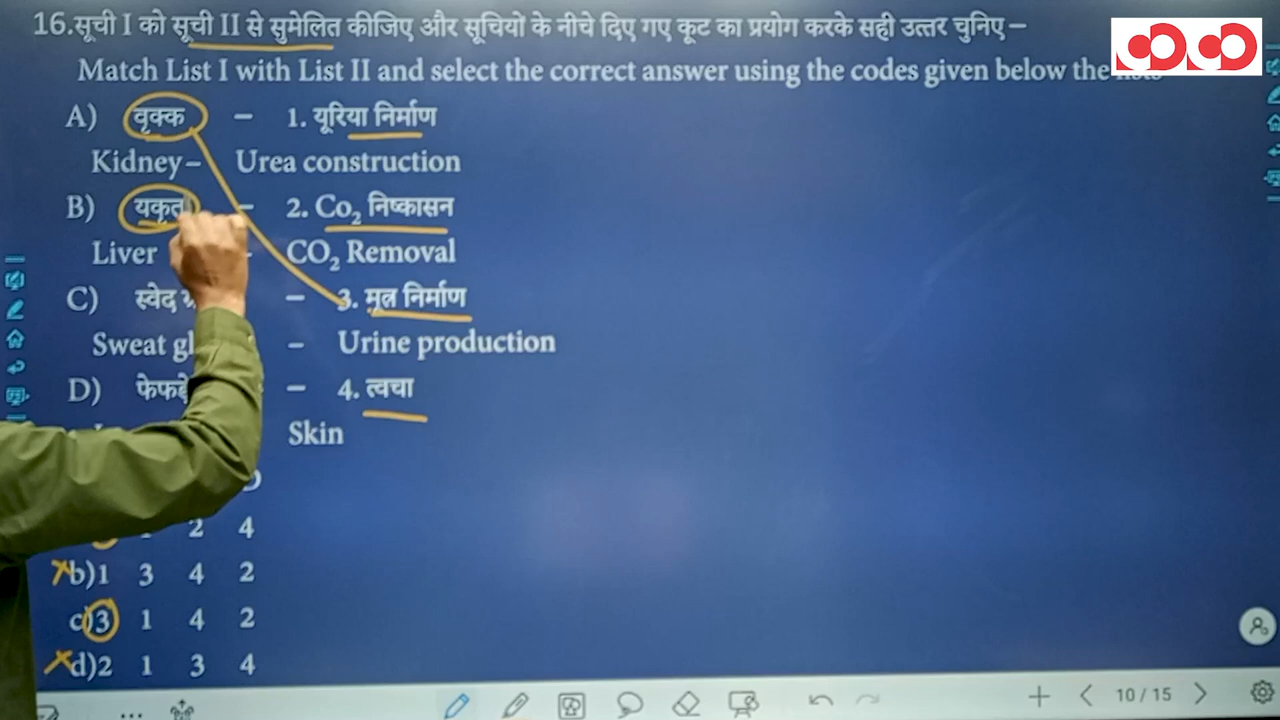 16.सूची I को सूची II से सुमेलित कीजिए और सूचियों के नीचे दिए गए कूट का प्रयोग करके सही उत्तर चुनिए –
Match List I with List II and select the correct answer using the codes given below the
A) वृक्क – 1. यूरिया निर्माण
Kidney – Urea construction
B) यकृत – 2. Co₂ निष्कासन
Liver – CO₂ Removal
C) स्वेद – 3. मूत्र निर्माण
Sweat – Urine production
D) – 4. त्वचा
Skin
2 4
b)1 3 4 2
c)3 1 4 2
d)2 1 3 4
10 / 15